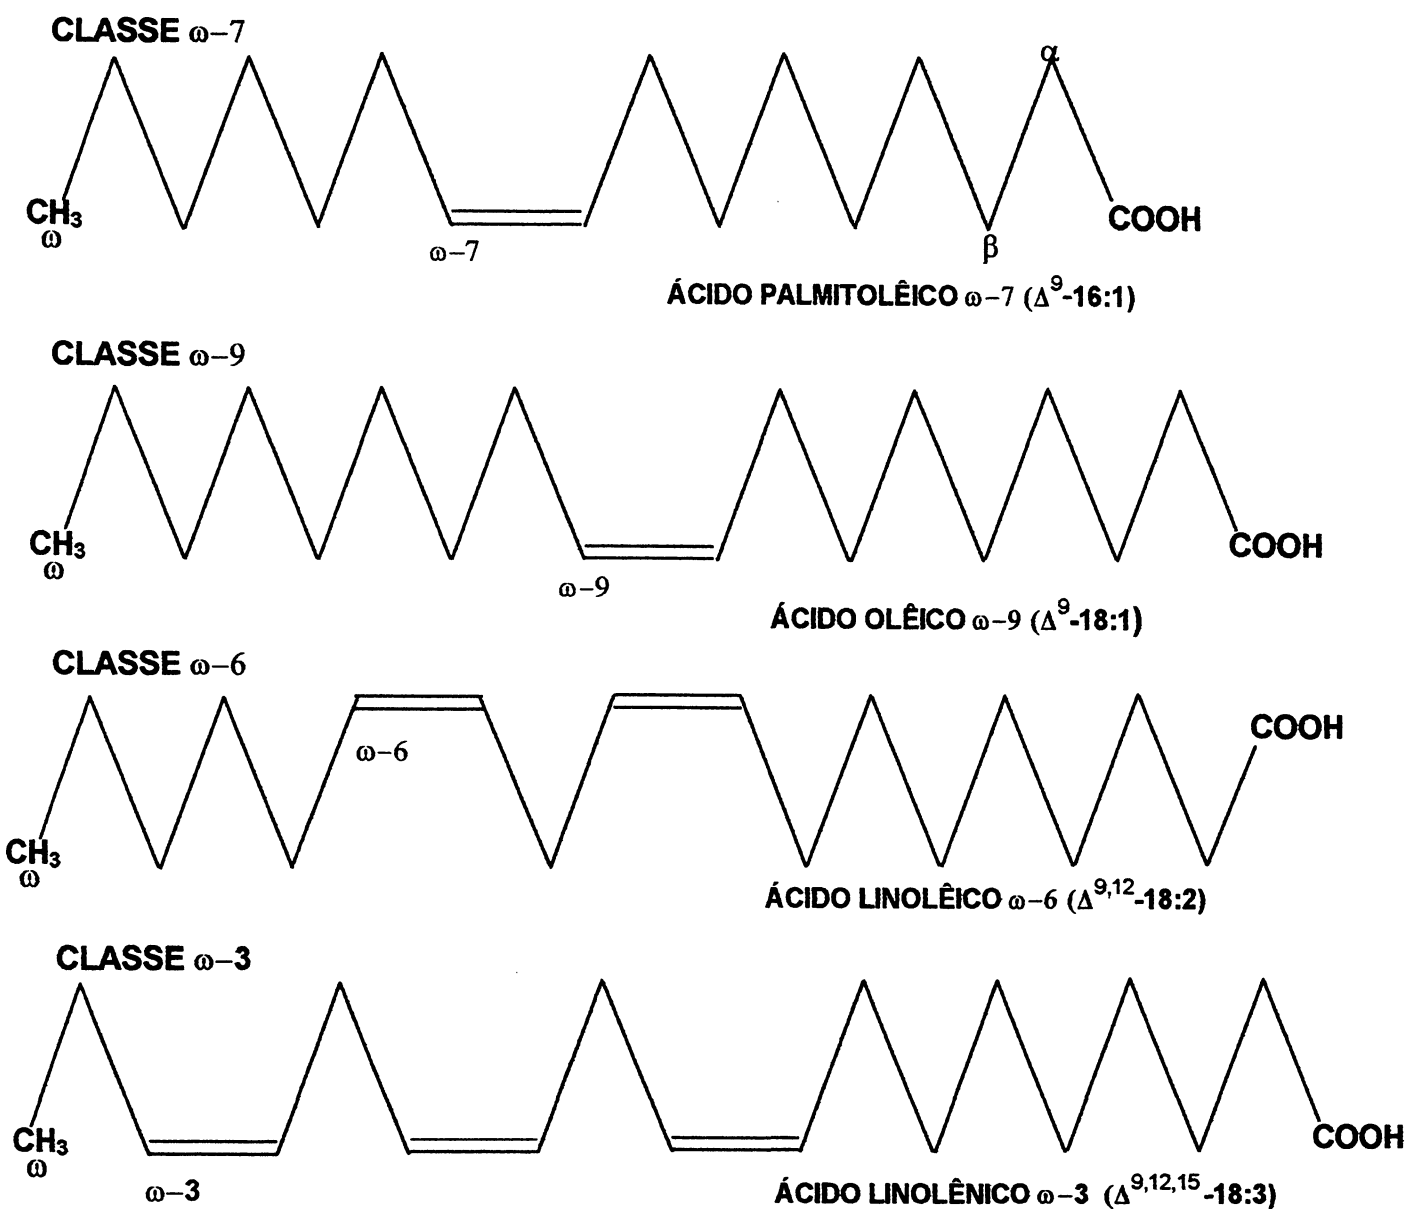 CLASSE ω−7
α
CH₃
ω
ω−7
β
COOH
ÁCIDO PALMITOLÊICO ω−7 (Δ⁹-16:1)
CLASSE ω−9
CH₃
ω
ω−9
COOH
ÁCIDO OLÊICO ω−9 (Δ⁹-18:1)
CLASSE ω−6
COOH
ω−6
CH₃
ω
ÁCIDO LINOLÊICO ω−6 (Δ⁹,¹²-18:2)
CLASSE ω−3
CH₃
ω
ω−3
COOH
ÁCIDO LINOLÊNICO ω−3 (Δ⁹,¹²,¹⁵-18:3)